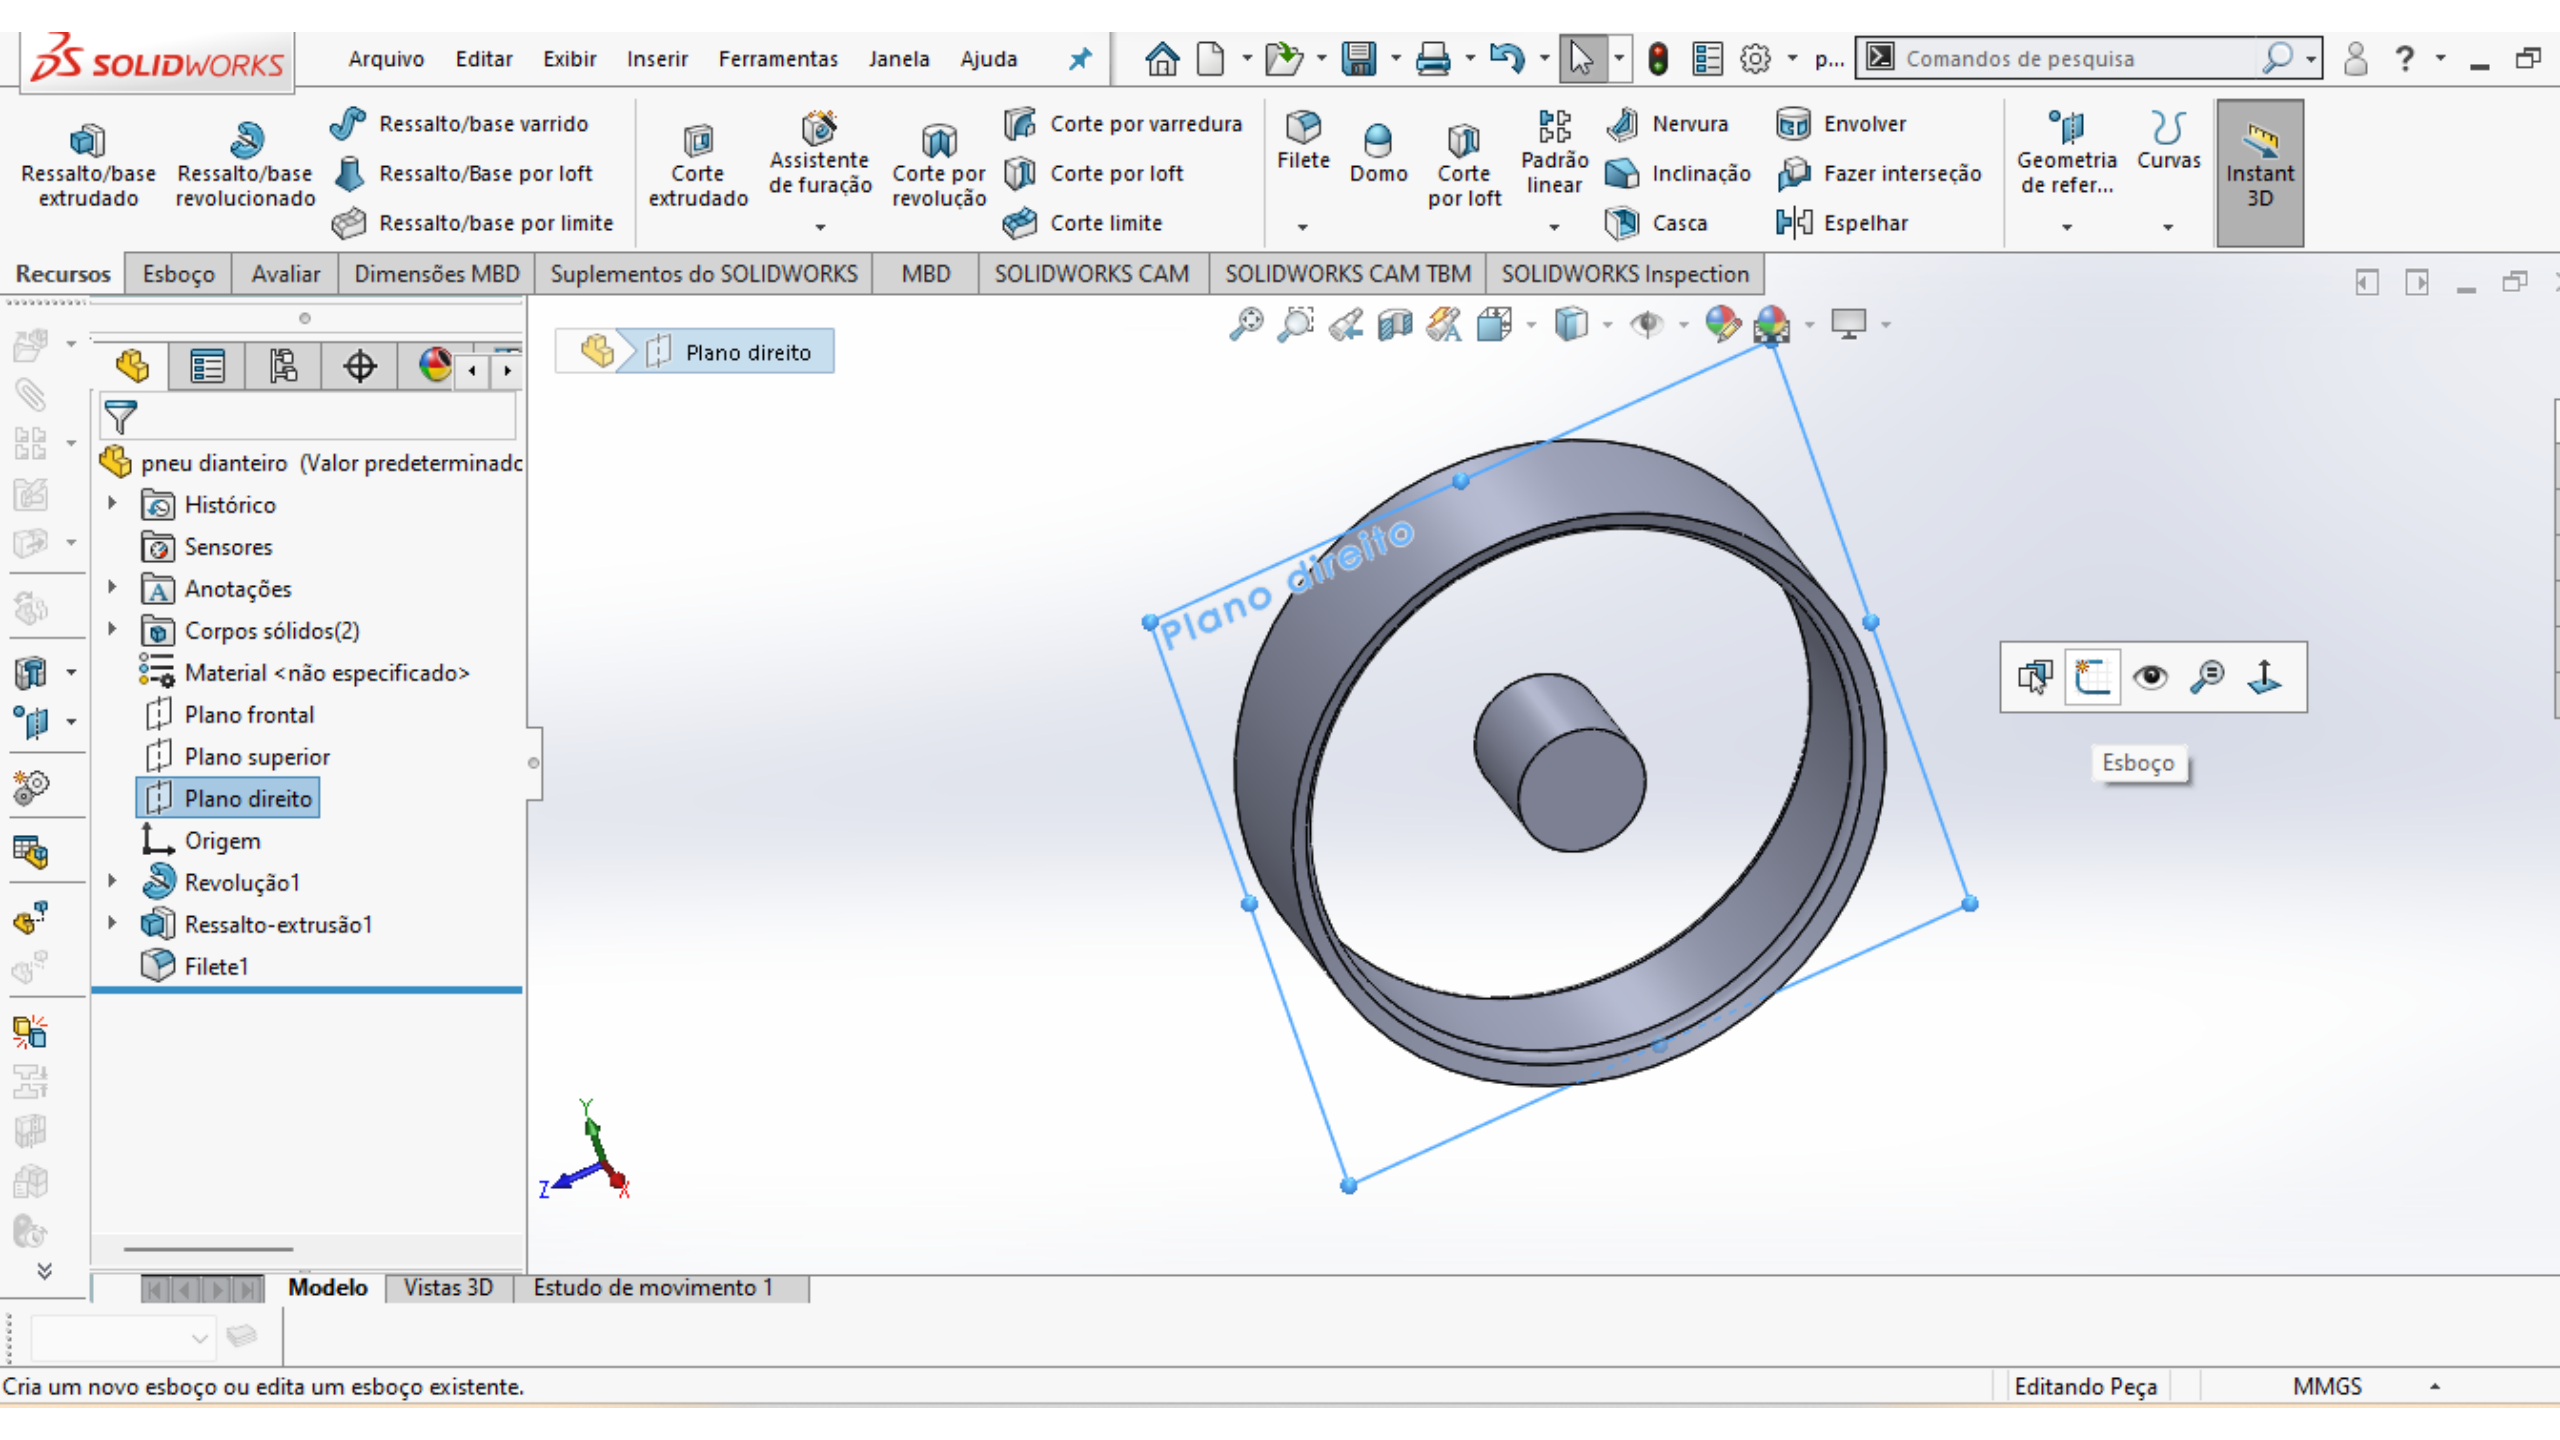 SOLIDWORKS Arquivo Editar Exibir Inserir Ferramentas Janela Ajuda p... Comandos de pesquisa ?
Ressalto/base extrudado
Ressalto/base revolucionado
Ressalto/base varrido
Ressalto/Base por loft
Ressalto/base por limite
Corte extrudado
Assistente de furação
Corte por revolução
Corte por varredura
Corte por loft
Corte limite
Filete
Domo
Corte por loft
Padrão linear
Nervura
Inclinação
Casca
Envolver
Fazer interseção
Espelhar
Geometria de refer...
Curvas
Instant 3D
Recursos Esboço Avaliar Dimensões MBD Suplementos do SOLIDWORKS MBD SOLIDWORKS CAM SOLIDWORKS CAM TBM SOLIDWORKS Inspection
Plano direito
pneu dianteiro (Valor predeterminado
Histórico
Sensores
Anotações
Corpos sólidos(2)
Material <não especificado>
Plano frontal
Plano superior
Plano direito
Origem
Revolução1
Ressalto-extrusão1
Filete1
Plano direito
Esboço
Y
Z
X
Modelo Vistas 3D Estudo de movimento 1
Cria um novo esboço ou edita um esboço existente. Editando Peça MMGS